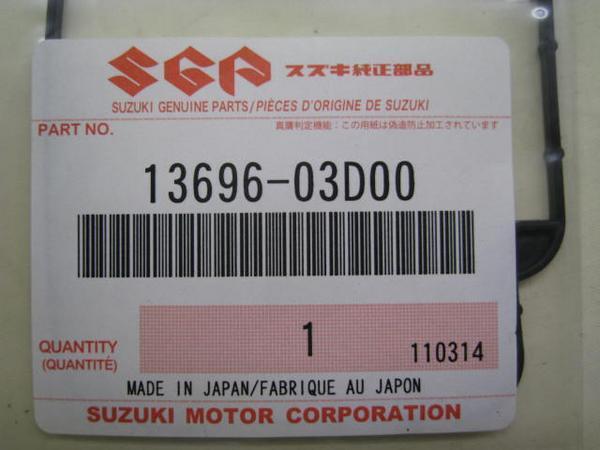 SGP スズキ純正部品
SUZUKI GENUINE PARTS/PIÈCES D'ORIGINE DE SUZUKI
PART NO. 真贋判定機能：この用紙は偽造防止加工されています
13696-03D00
1
QUANTITY
(QUANTITÉ)
110314
MADE IN JAPAN/FABRIQUE AU JAPON
SUZUKI MOTOR CORPORATION